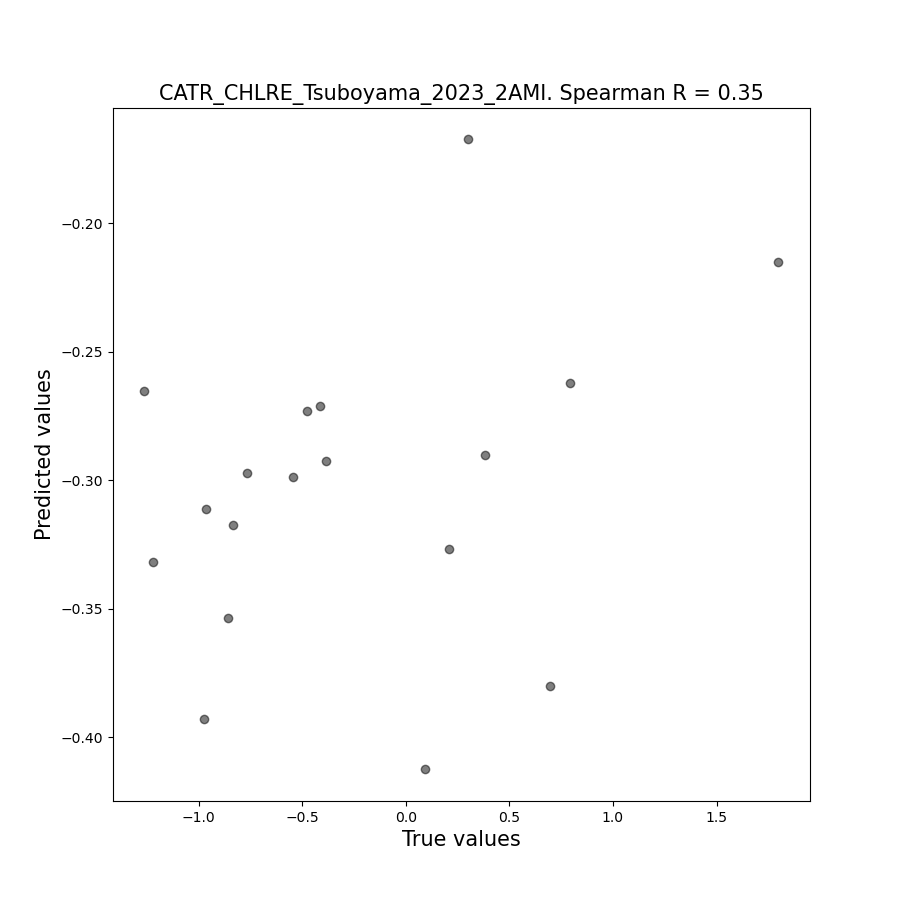 CATR_CHLRE_Tsuboyama_2023_2AMI. Spearman R = 0.35
−0.20
−0.25
−0.30
−0.35
−0.40
Predicted values
−1.0 −0.5 0.0 0.5 1.0 1.5
True values